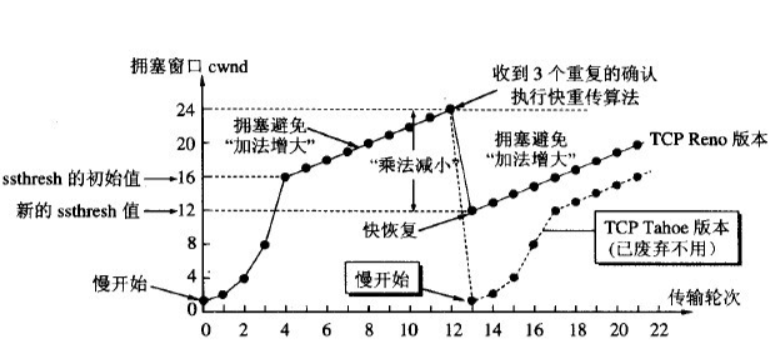 拥塞窗口 cwnd
收到 3 个重复的确认
执行快重传算法
24
拥塞避免
“加法增大”
拥塞避免
“加法增大”
TCP Reno 版本
20
“乘法减小”
ssthresh 的初始值
16
新的 ssthresh 值
12
快恢复
TCP Tahoe 版本
(已废弃不用)
8
慢开始
4
慢开始
传输轮次
0
0 2 4 6 8 10 12 14 16 18 20 22